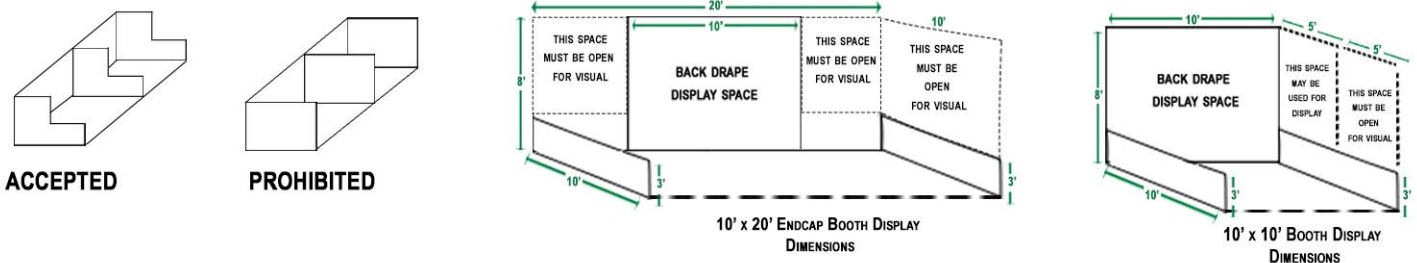 ACCEPTED
PROHIBITED
20'
10'
8'
THIS SPACE
MUST BE OPEN
FOR VISUAL
BACK DRAPE
DISPLAY SPACE
THIS SPACE
MUST BE OPEN
FOR VISUAL
10'
THIS SPACE
MUST BE
OPEN
FOR VISUAL
10'
3'
3'
10' x 20' ENDCAP BOOTH DISPLAY
DIMENSIONS
10'
5'
5'
8'
BACK DRAPE
DISPLAY SPACE
THIS SPACE
MAY BE
USED FOR
DISPLAY
THIS SPACE
MUST BE
OPEN
FOR VISUAL
10'
3'
3'
10' x 10' BOOTH DISPLAY
DIMENSIONS